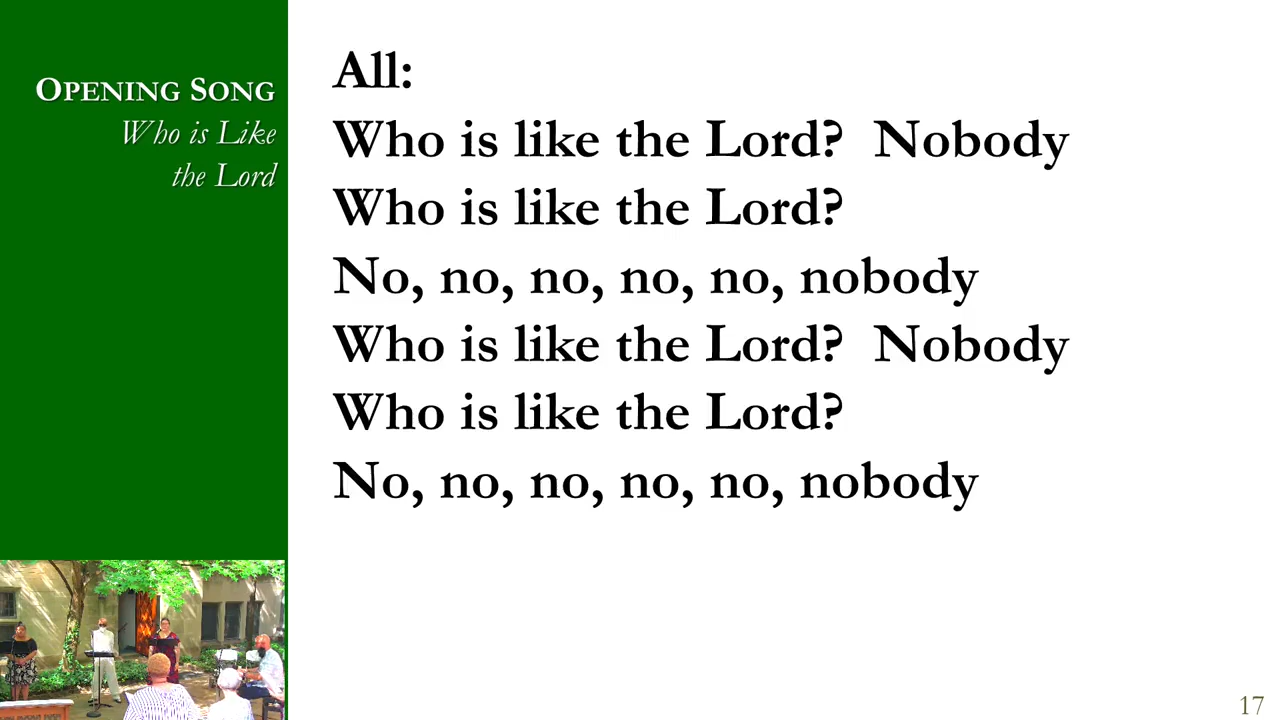 OPENING SONG
Who is Like
the Lord
All:
Who is like the Lord?  Nobody
Who is like the Lord?
No, no, no, no, no, nobody
Who is like the Lord?  Nobody
Who is like the Lord?
No, no, no, no, no, nobody
17